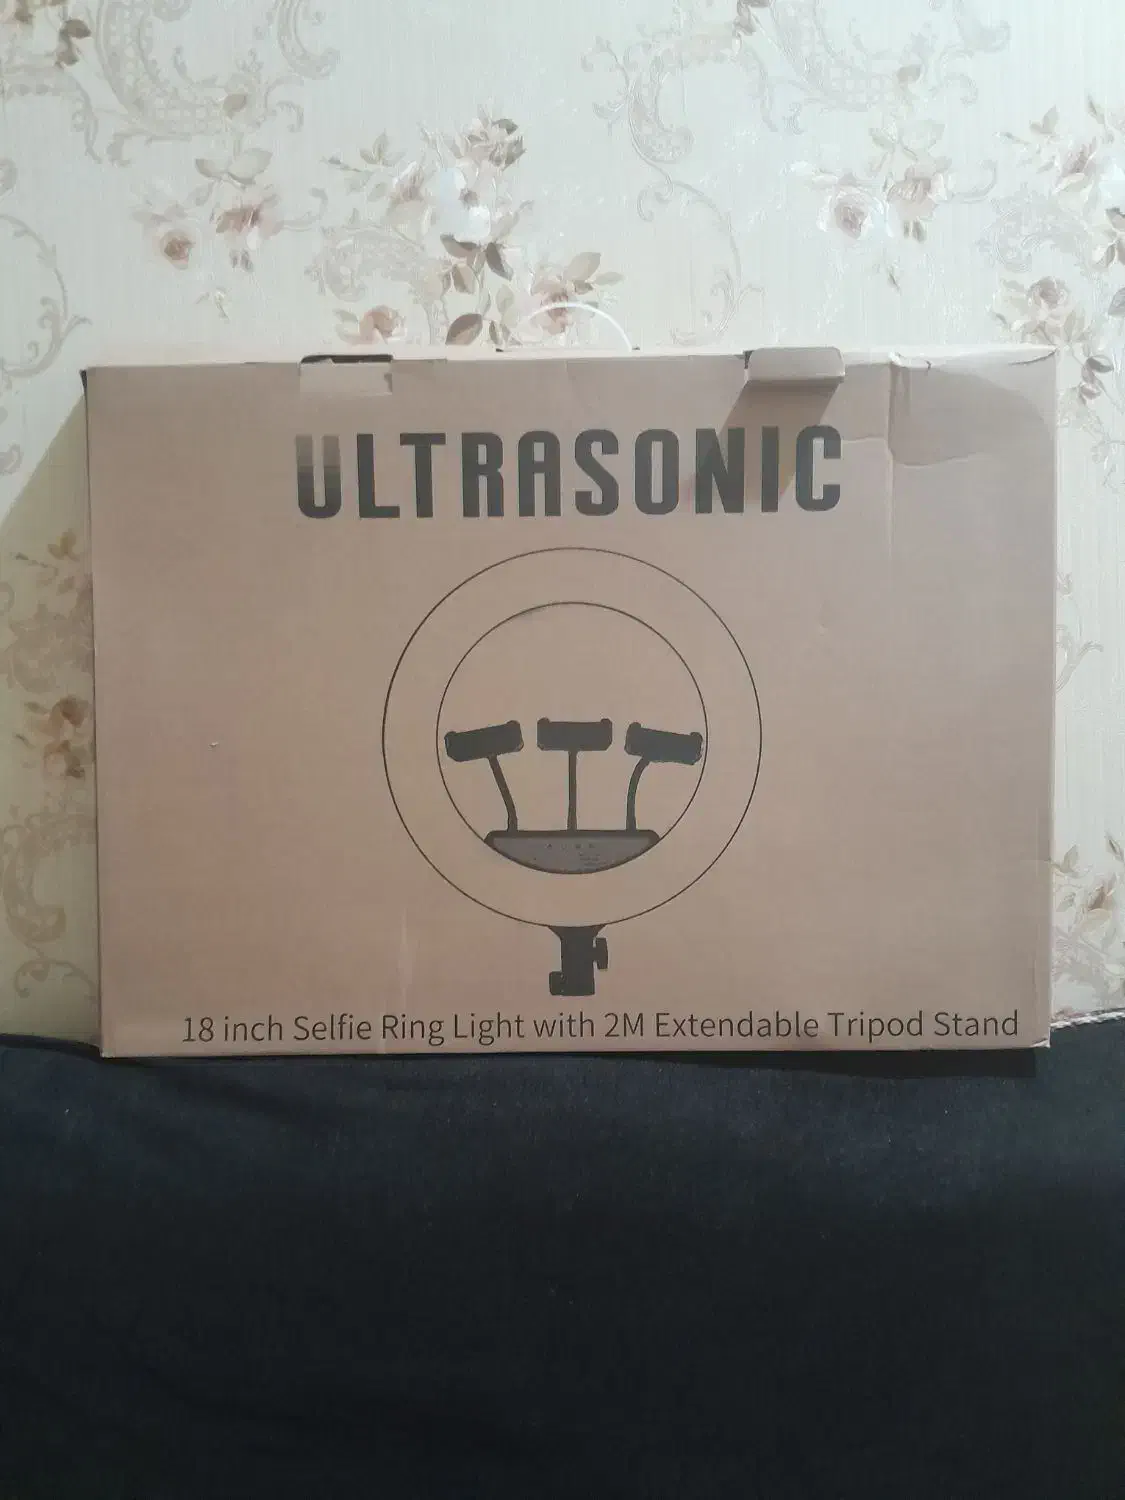 ULTRASONIC
18 inch Selfie Ring Light with 2M Extendable Tripod Stand